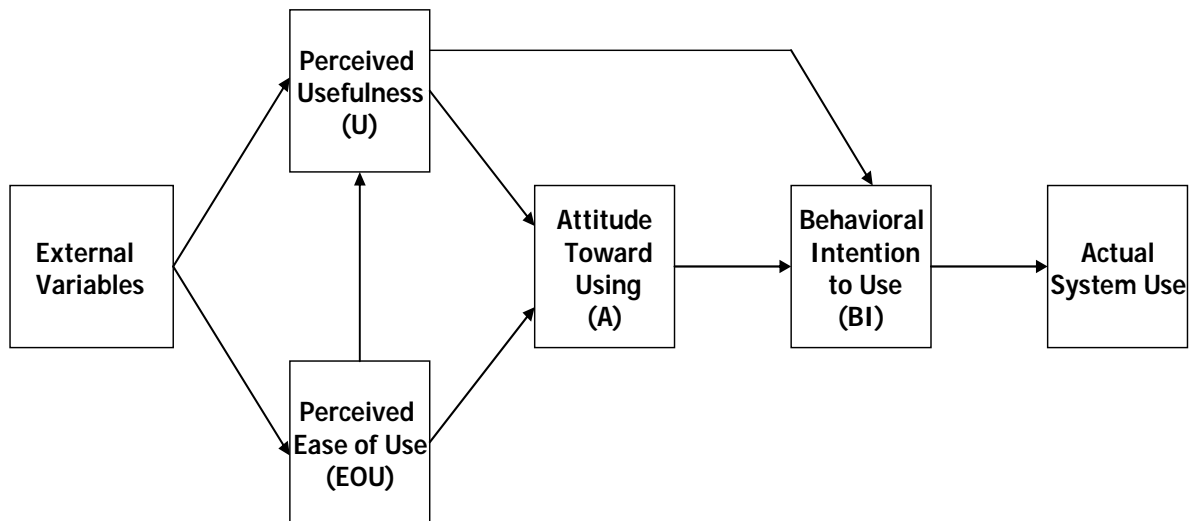 Perceived
Usefulness
(U)
External
Variables
Perceived
Ease of Use
(EOU)
Attitude
Toward
Using
(A)
Behavioral
Intention
to Use
(BI)
Actual
System Use